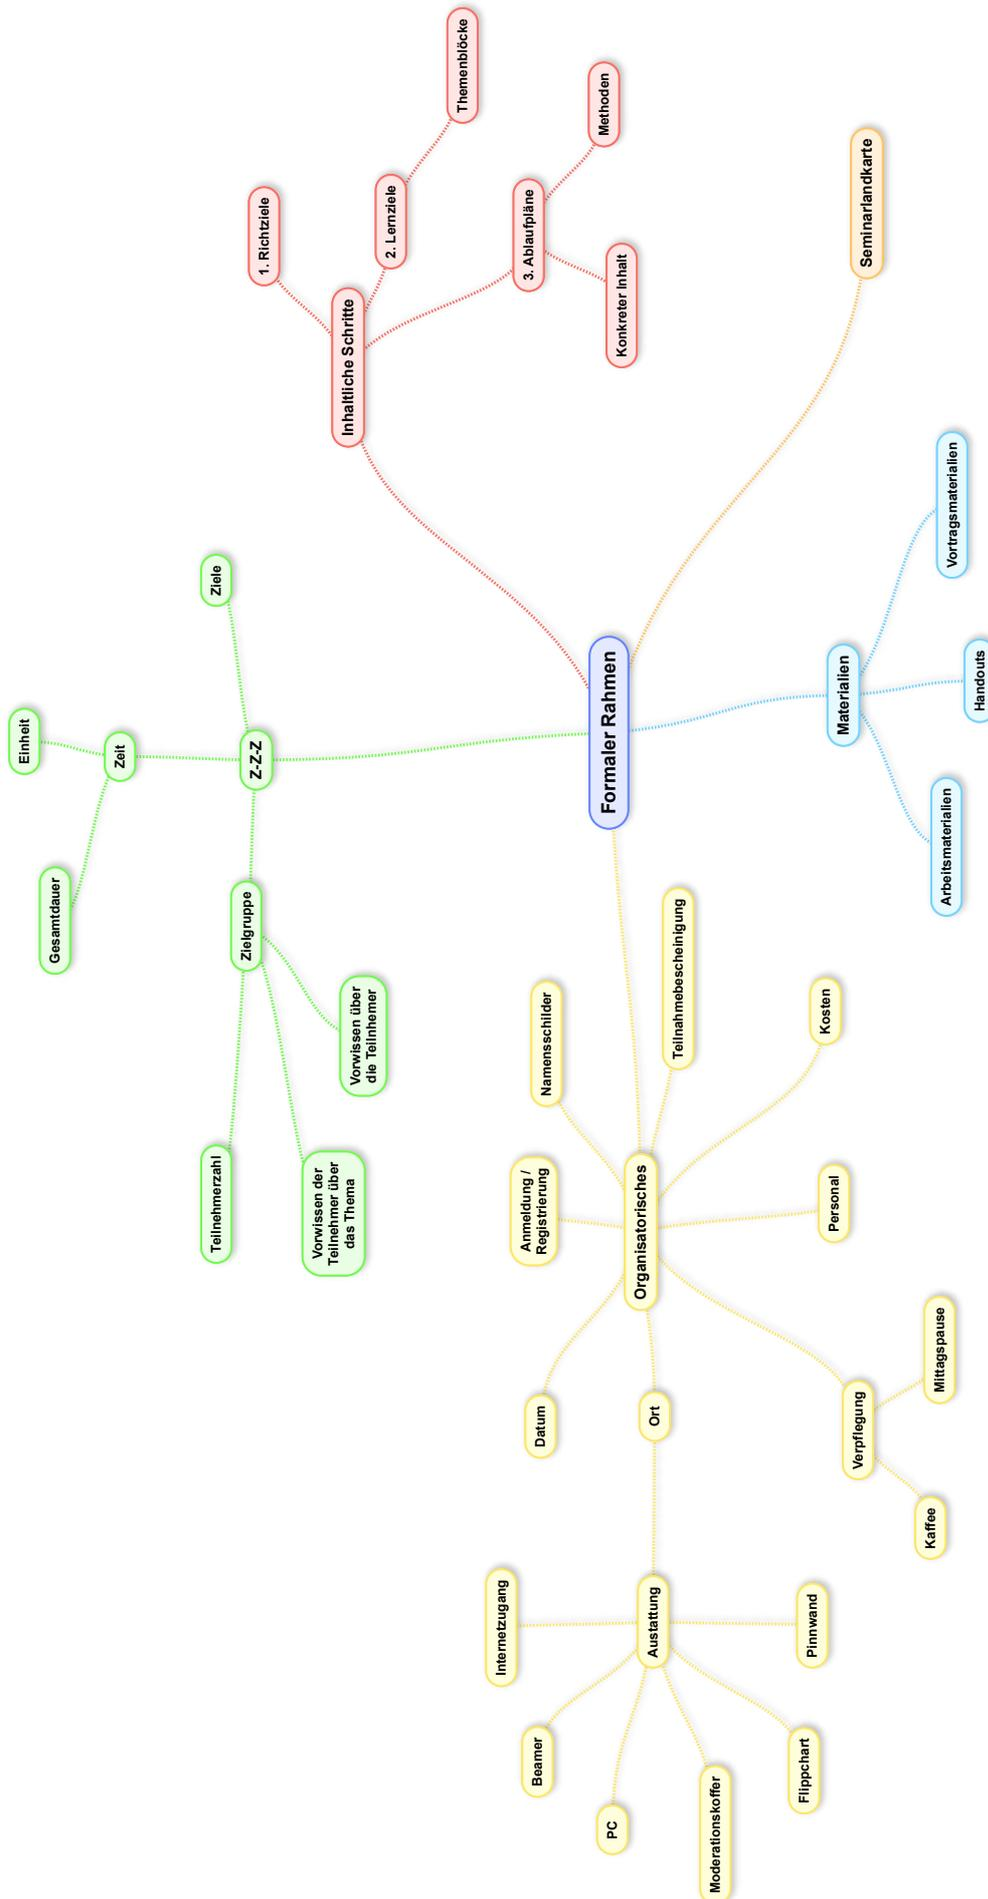 Formaler Rahmen
Inhaltliche Schritte
1. Richtziele
2. Lernziele
Themenblöcke
3. Ablaufpläne
Methoden
Konkreter Inhalt
Seminarlandkarte
Materialien
Vortragsmaterialien
Handouts
Arbeitsmaterialien
Organisatorisches
Teilnahmebescheinigung
Kosten
Personal
Verpflegung
Mittagspause
Kaffee
Ort
Austattung
Pinnwand
Flippchart
Moderationskoffer
PC
Beamer
Internetzugang
Datum
Anmeldung /
Registrierung
Namensschilder
Z-Z-Z
Zielgruppe
Vorwissen über
die Teilnhemer
Vorwissen der
Teilnehmer über
das Thema
Teilnehmerzahl
Zeit
Gesamtdauer
Einheit
Ziele